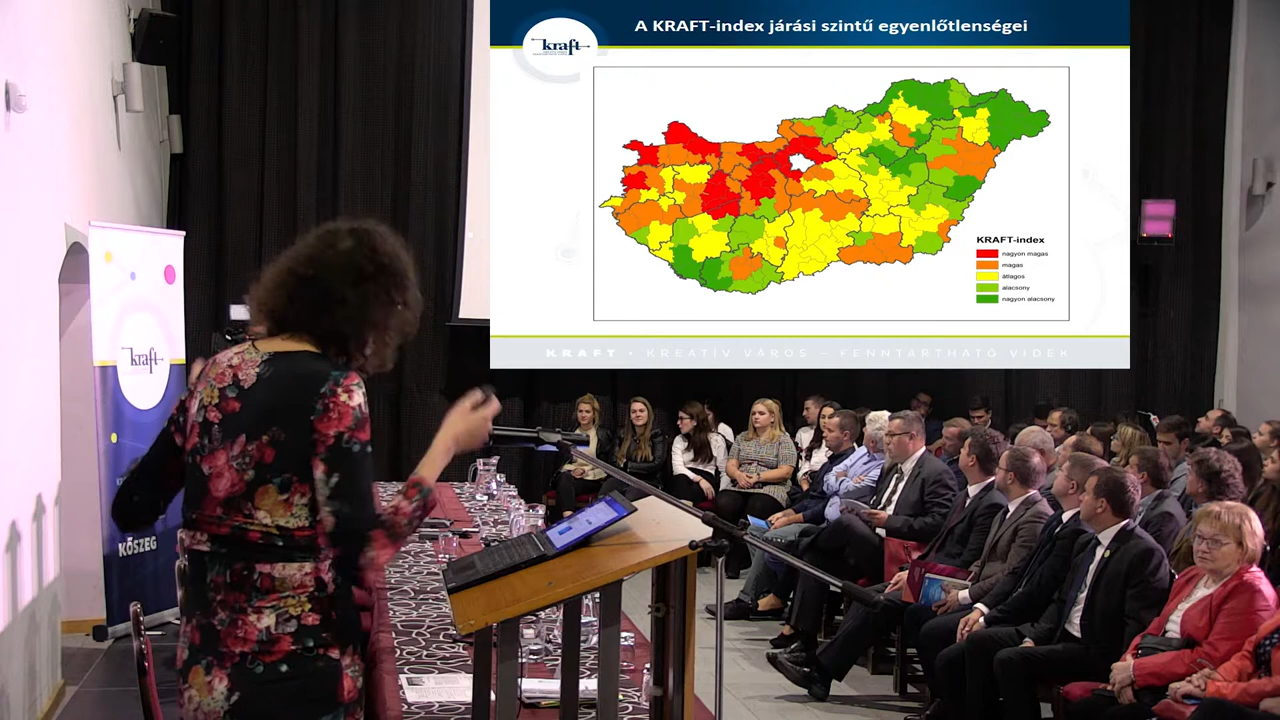 A KRAFT-index járási szintű egyenlőtlenségei
kraft
KRAFT-index
nagyon magas
magas
átlagos
alacsony
nagyon alacsony
KRAFT • KREATÍV VÁROS – FENNTARTHATÓ VIDÉK
kraft
KŐSZEG